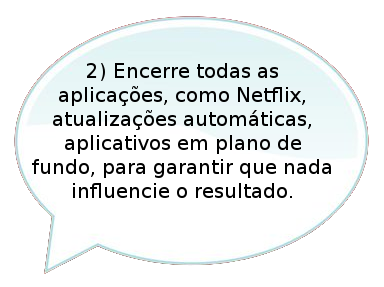 2) Encerre todas as
aplicações, como Netflix,
atualizações automáticas,
aplicativos em plano de
fundo, para garantir que nada
influencie o resultado.